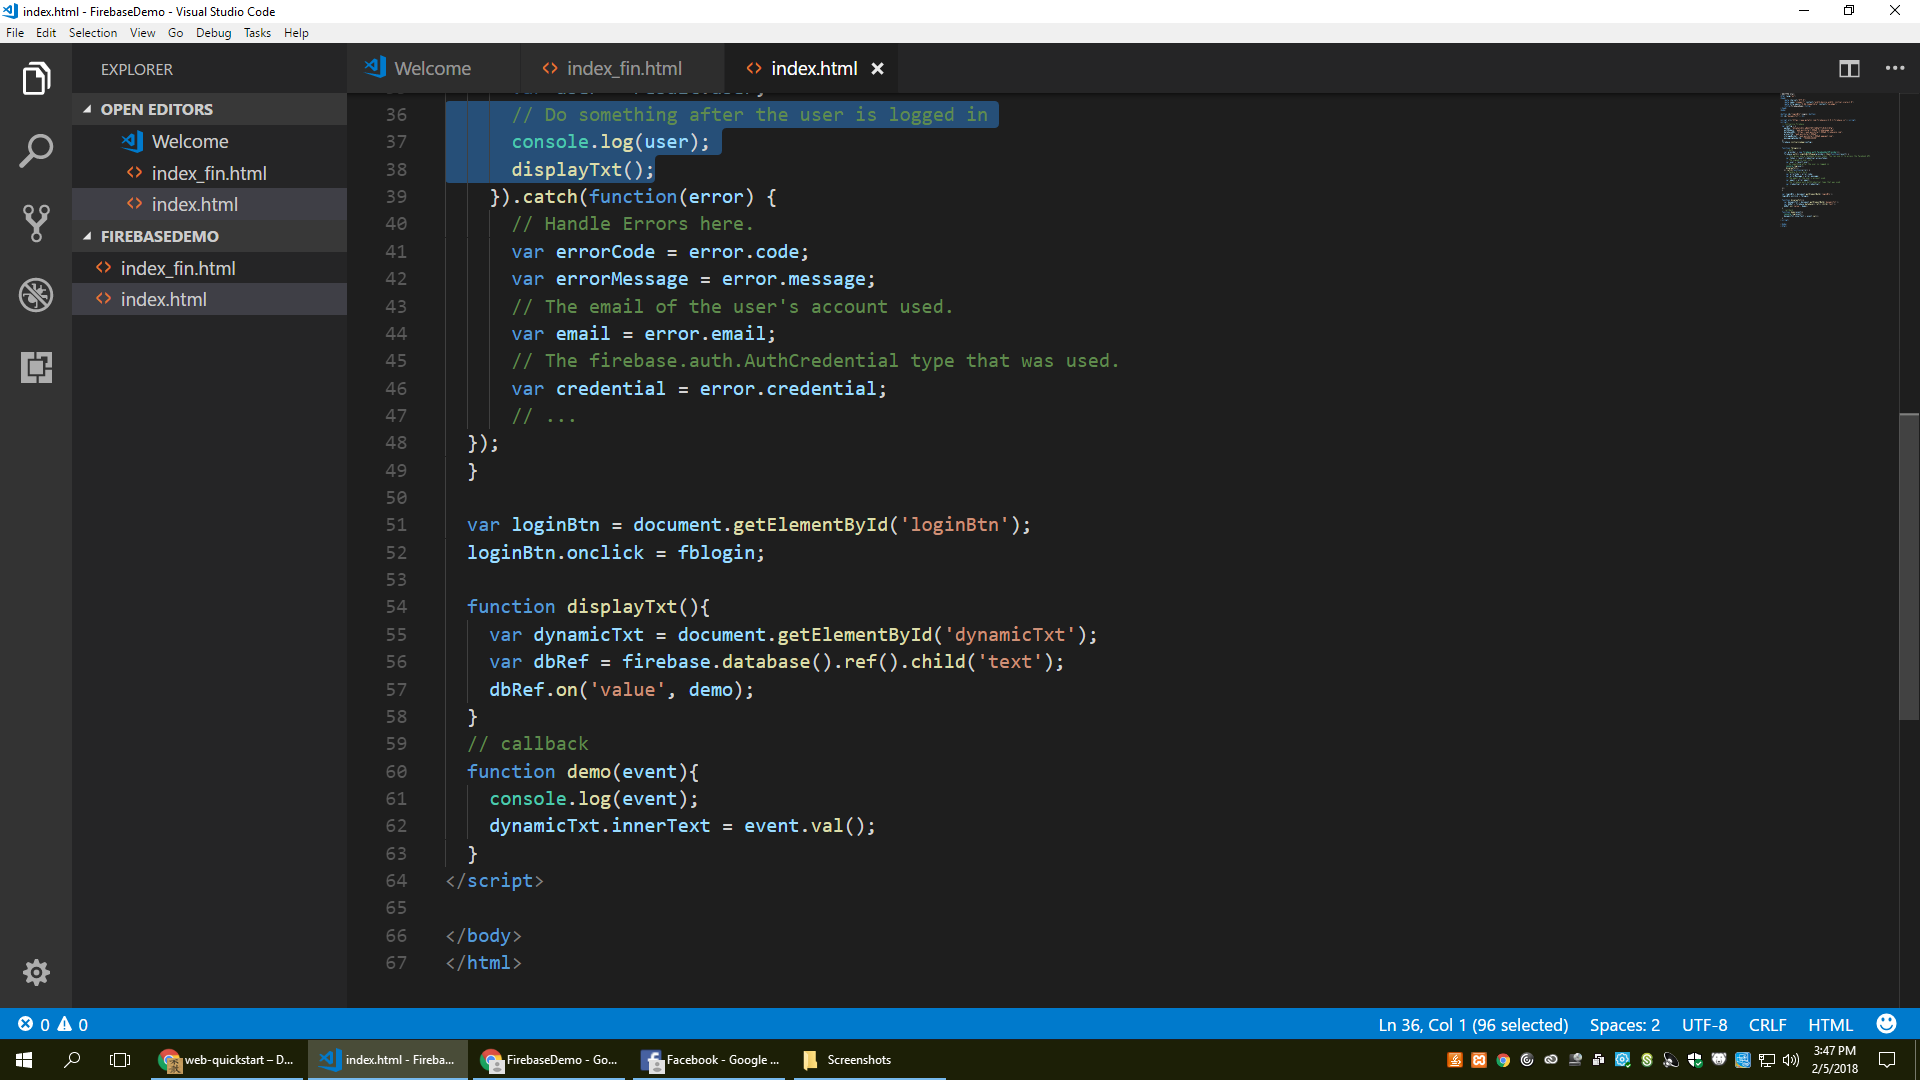 index.html - FirebaseDemo - Visual Studio Code
File Edit Selection View Go Debug Tasks Help
EXPLORER
OPEN EDITORS
Welcome
index_fin.html
index.html
FIREBASEDEMO
index_fin.html
index.html
Welcome index_fin.html index.html
36 // Do something after the user is logged in
37 console.log(user);
38 displayTxt();
39 }).catch(function(error) {
40 // Handle Errors here.
41 var errorCode = error.code;
42 var errorMessage = error.message;
43 // The email of the user's account used.
44 var email = error.email;
45 // The firebase.auth.AuthCredential type that was used.
46 var credential = error.credential;
47 // ...
48 });
49 }
50
51 var loginBtn = document.getElementById('loginBtn');
52 loginBtn.onclick = fblogin;
53
54 function displayTxt(){
55 var dynamicTxt = document.getElementById('dynamicTxt');
56 var dbRef = firebase.database().ref().child('text');
57 dbRef.on('value', demo);
58 }
59 // callback
60 function demo(event){
61 console.log(event);
62 dynamicTxt.innerText = event.val();
63 }
64 </script>
65
66 </body>
67 </html>
0 0
Ln 36, Col 1 (96 selected) Spaces: 2 UTF-8 CRLF HTML
web-quickstart – D... index.html - Fireba... FirebaseDemo - Go... Facebook - Google ... Screenshots
3:47 PM
2/5/2018